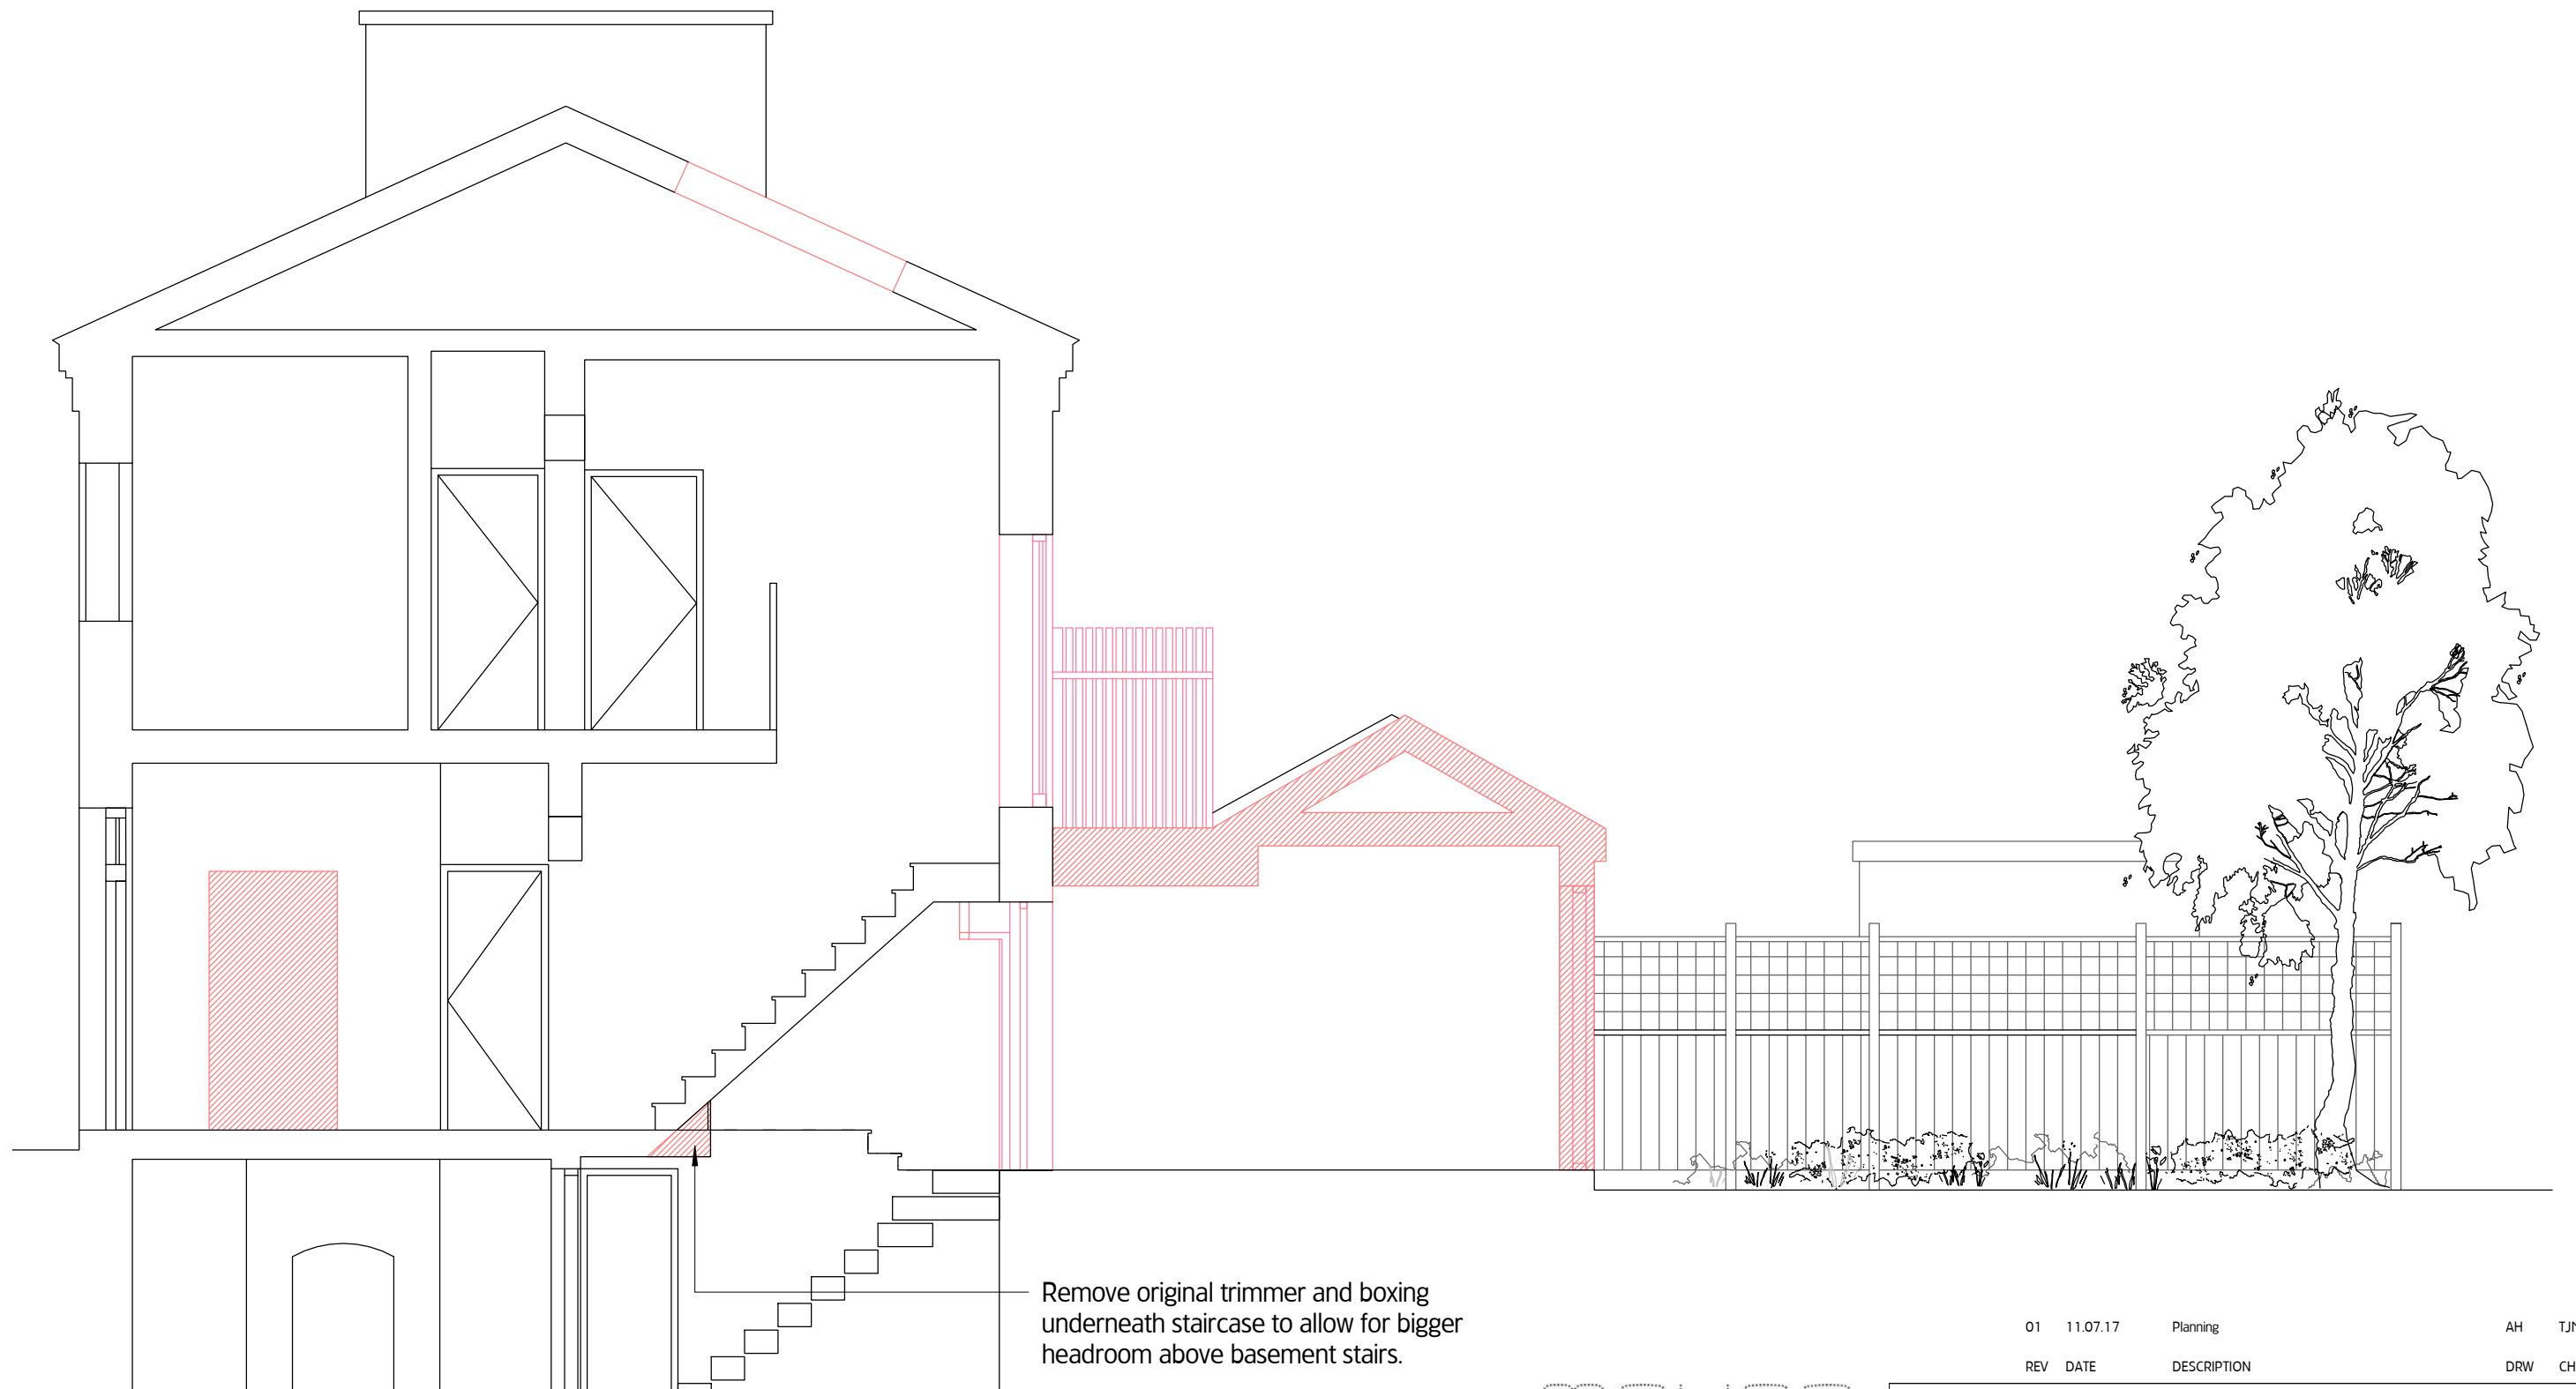 Remove original trimmer and boxing
underneath staircase to allow for bigger
headroom above basement stairs.
01 11.07.17 Planning AH
REV DATE DESCRIPTION DRW